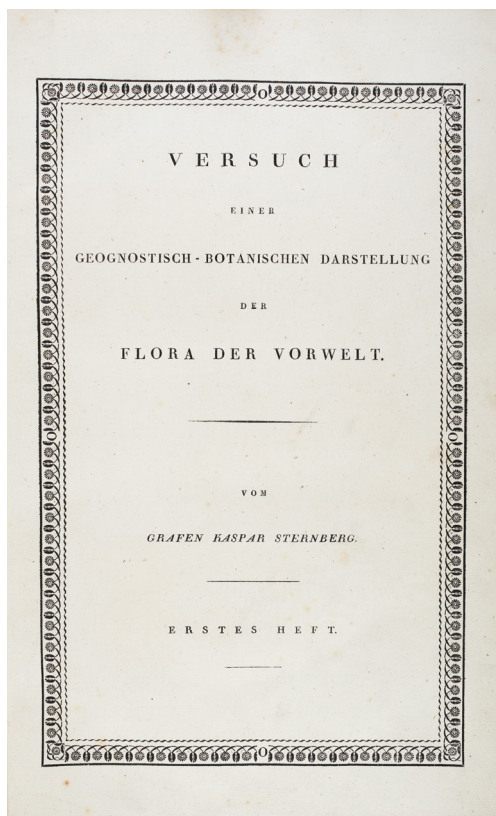 VERSUCH
EINER
GEOGNOSTISCH - BOTANISCHEN DARSTELLUNG
DER
FLORA DER VORWELT.
VOM
GRAFEN KASPAR STERNBERG.
ERSTES HEFT.